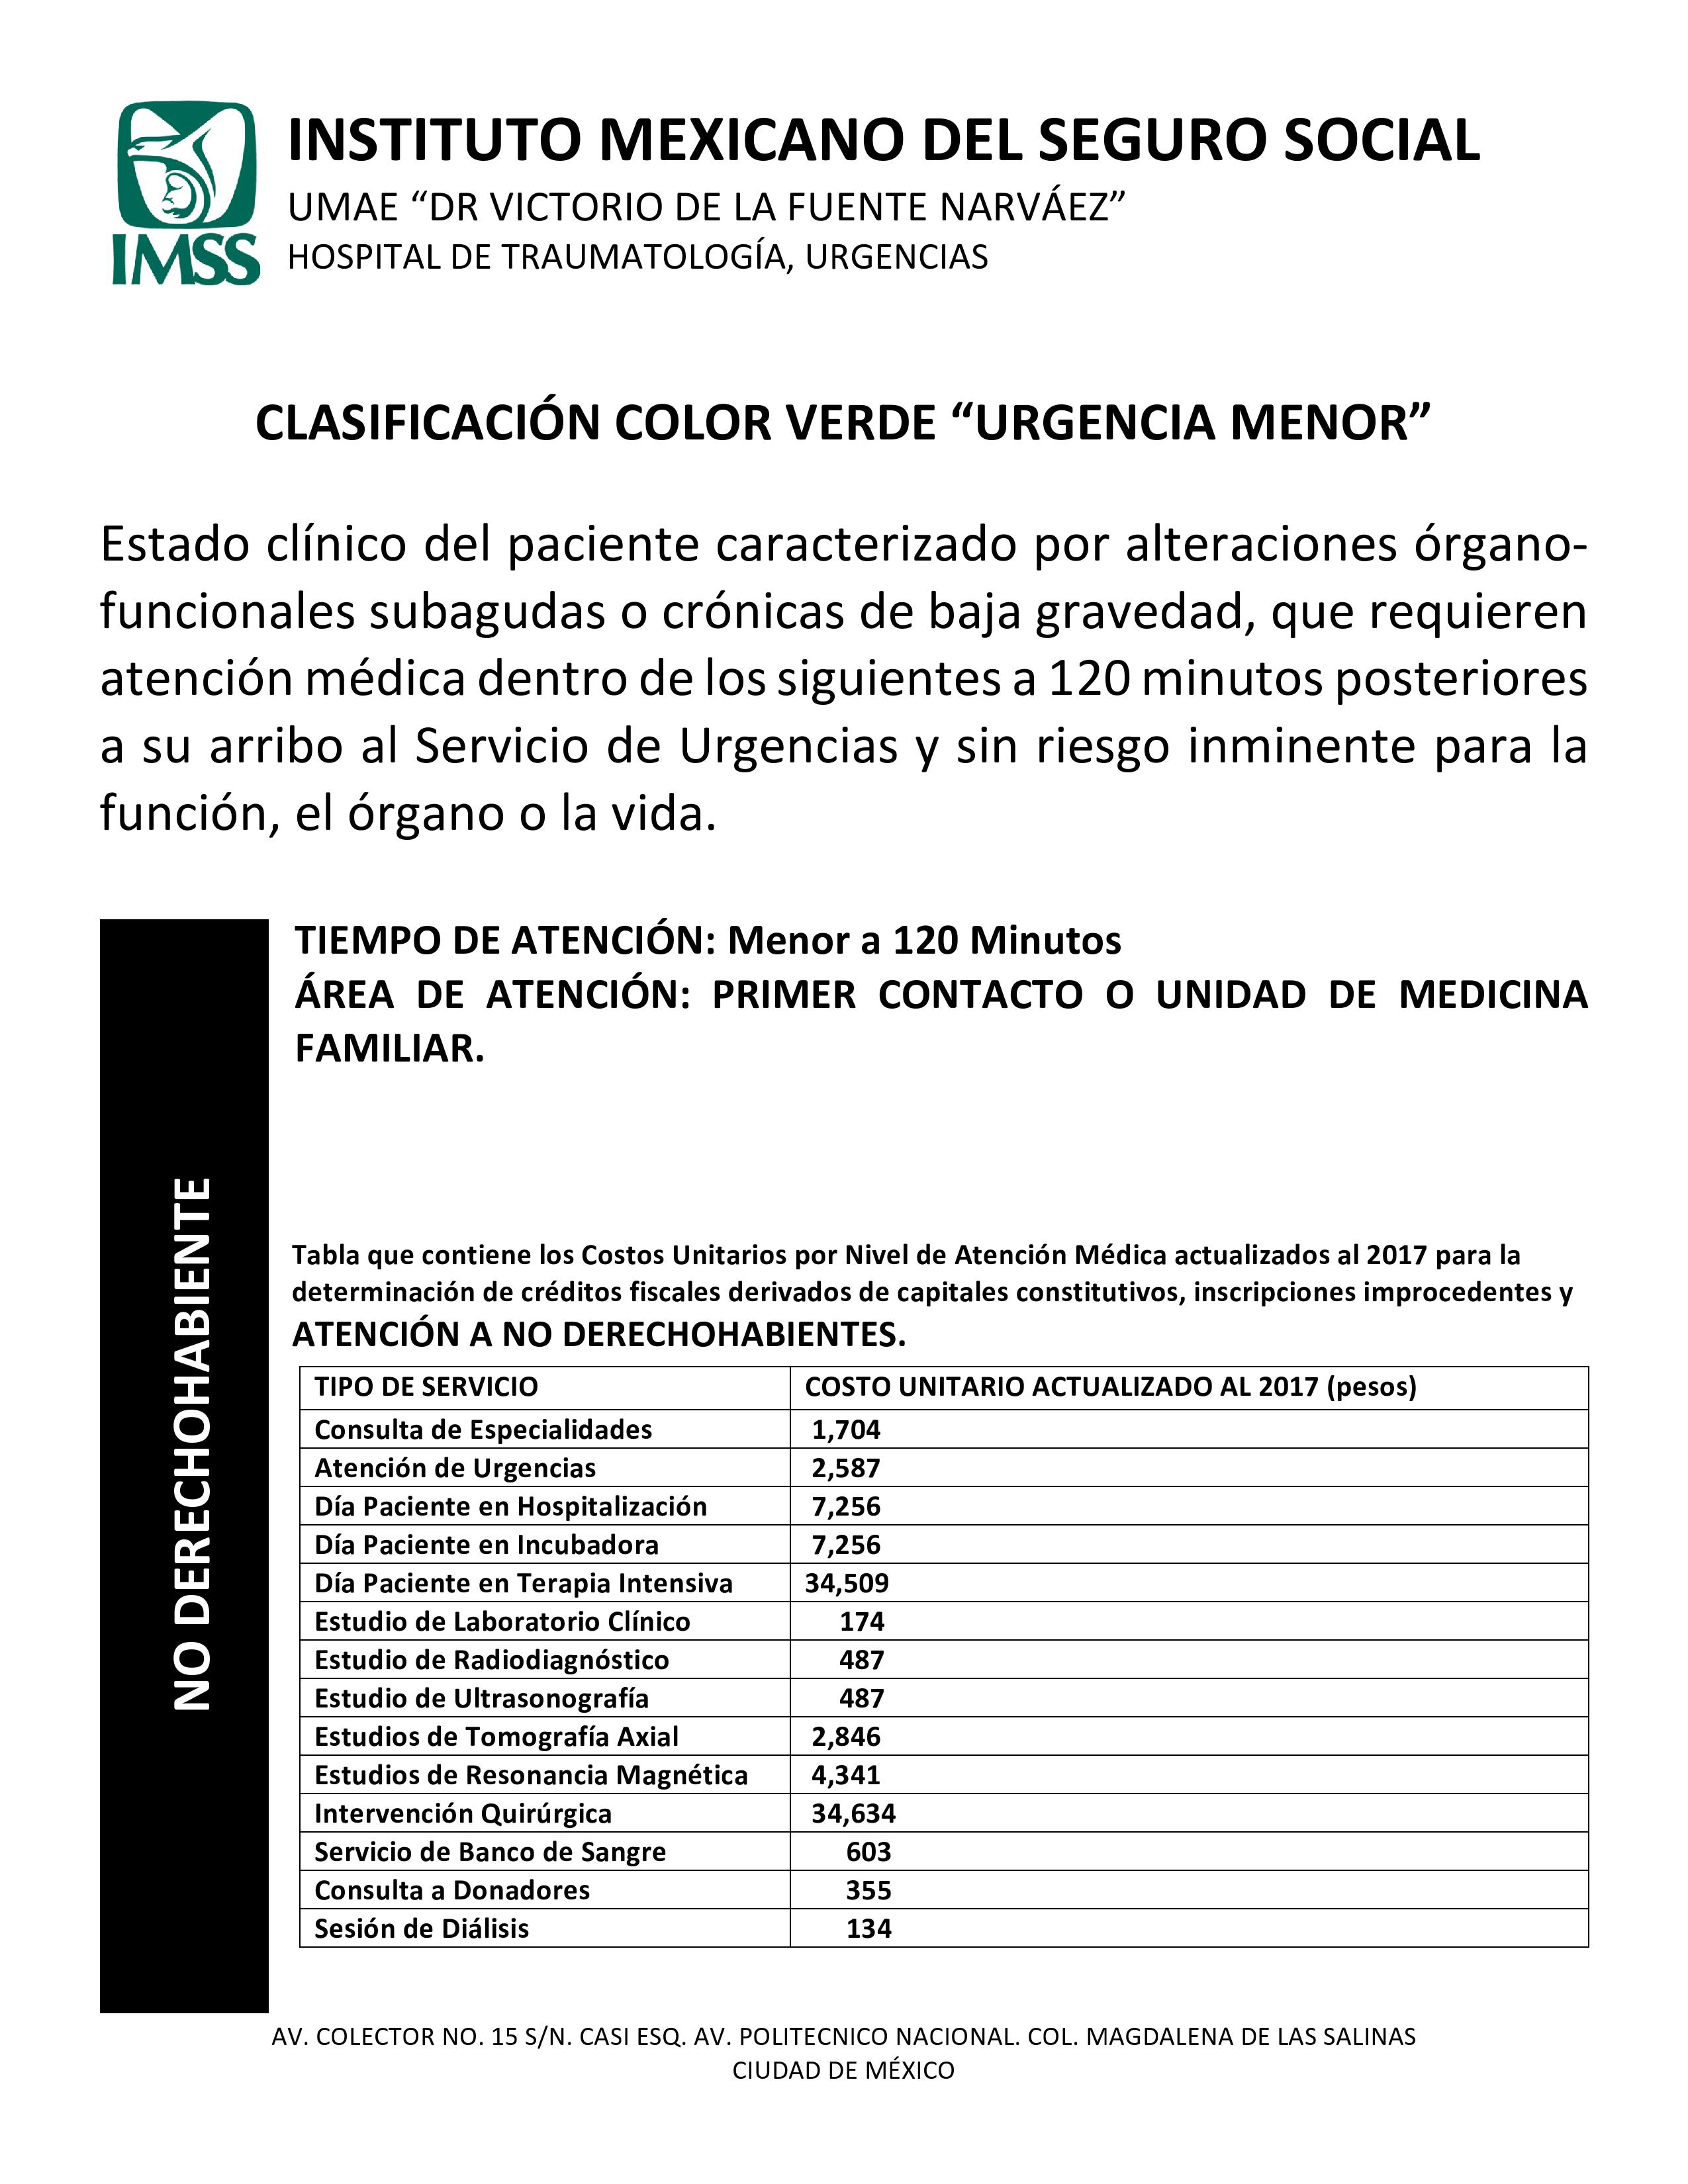 IMSS
INSTITUTO MEXICANO DEL SEGURO SOCIAL
UMAE “DR VICTORIO DE LA FUENTE NARVÁEZ”
HOSPITAL DE TRAUMATOLOGÍA, URGENCIAS
CLASIFICACIÓN COLOR VERDE “URGENCIA MENOR”
Estado clínico del paciente caracterizado por alteraciones órgano-
funcionales subagudas o crónicas de baja gravedad, que requieren
atención médica dentro de los siguientes a 120 minutos posteriores
a su arribo al Servicio de Urgencias y sin riesgo inminente para la
función, el órgano o la vida.
NO DERECHOHABIENTE
TIEMPO DE ATENCIÓN: Menor a 120 Minutos
ÁREA DE ATENCIÓN: PRIMER CONTACTO O UNIDAD DE MEDICINA
FAMILIAR.
Tabla que contiene los Costos Unitarios por Nivel de Atención Médica actualizados al 2017 para la
determinación de créditos fiscales derivados de capitales constitutivos, inscripciones improcedentes y
ATENCIÓN A NO DERECHOHABIENTES.
TIPO DE SERVICIO COSTO UNITARIO ACTUALIZADO AL 2017 (pesos)
Consulta de Especialidades 1,704
Atención de Urgencias 2,587
Día Paciente en Hospitalización 7,256
Día Paciente en Incubadora 7,256
Día Paciente en Terapia Intensiva 34,509
Estudio de Laboratorio Clínico 174
Estudio de Radiodiagnóstico 487
Estudio de Ultrasonografía 487
Estudios de Tomografía Axial 2,846
Estudios de Resonancia Magnética 4,341
Intervención Quirúrgica 34,634
Servicio de Banco de Sangre 603
Consulta a Donadores 355
Sesión de Diálisis 134
AV. COLECTOR NO. 15 S/N. CASI ESQ. AV. POLITECNICO NACIONAL. COL. MAGDALENA DE LAS SALINAS
CIUDAD DE MÉXICO